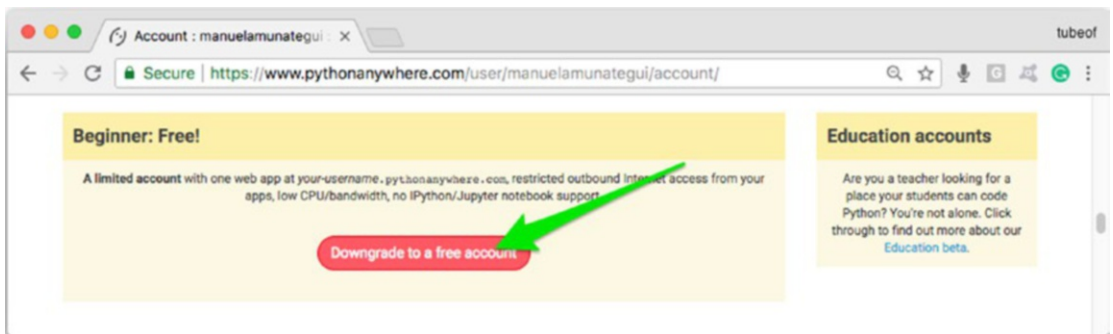 Account : manuelamunategui :
tubeof
Secure | https://www.pythonanywhere.com/user/manuelamunategui/account/
Beginner: Free!
A limited account with one web app at your-username.pythonanywhere.com, restricted outbound Internet access from your
apps, low CPU/bandwidth, no IPython/Jupyter notebook support.
Downgrade to a free account
Education accounts
Are you a teacher looking for a
place your students can code
Python? You're not alone. Click
through to find out more about our
Education beta.